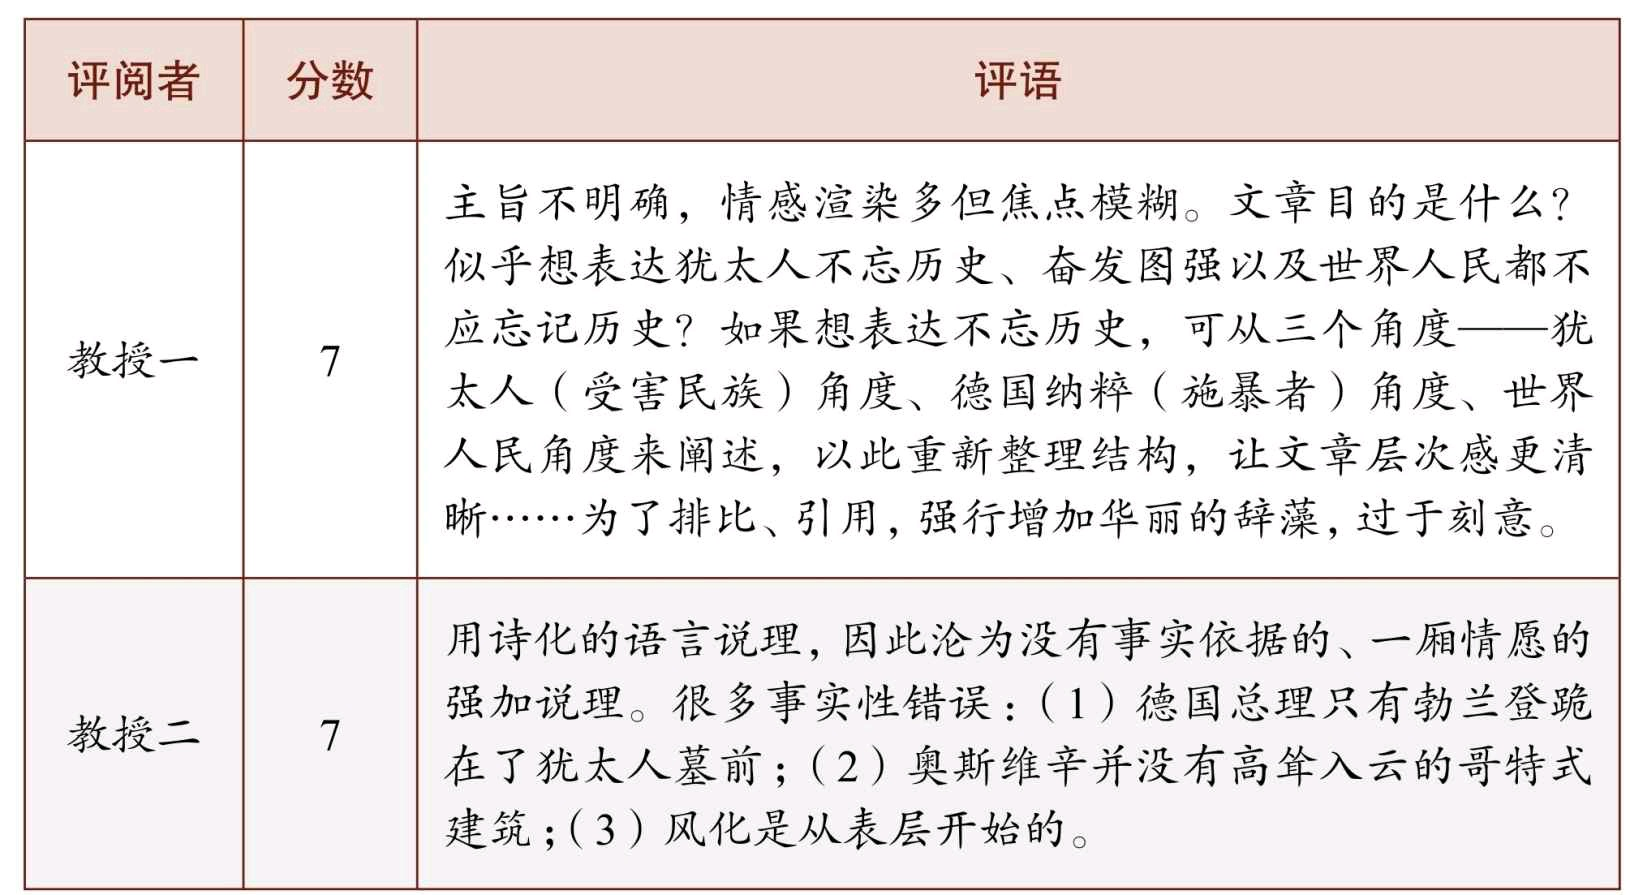 评阅者 分数 评语
主旨不明确，情感渲染多但焦点模糊。文章目的是什么？
似乎想表达犹太人不忘历史、奋发图强以及世界人民都不
应忘记历史？如果想表达不忘历史，可从三个角度——犹
教授一 7 太人（受害民族）角度、德国纳粹（施暴者）角度、世界
人民角度来阐述，以此重新整理结构，让文章层次感更清
晰……为了排比、引用，强行增加华丽的辞藻，过于刻意。
用诗化的语言说理，因此沦为没有事实依据的、一厢情愿的
强加说理。很多事实性错误：（1）德国总理只有勃兰登跪
教授二 7 在了犹太人墓前；（2）奥斯维辛并没有高耸入云的哥特式
建筑；（3）风化是从表层开始的。